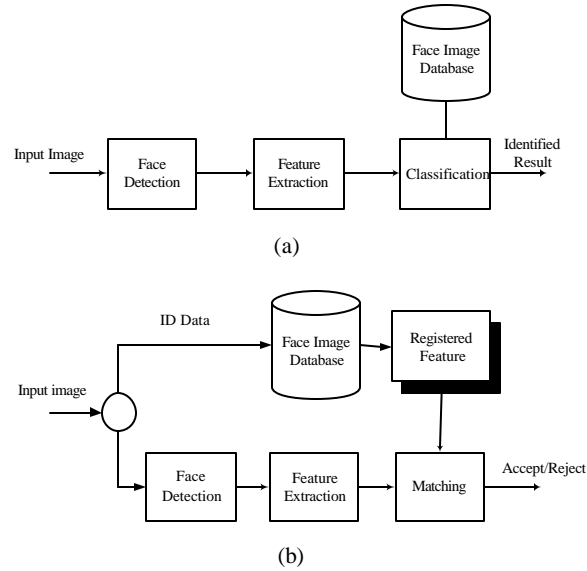 Face Image
Database
Input Image
Face
Detection
Feature
Extraction
Classification
Identified
Result
(a)
ID Data
Face Image
Database
Registered
Feature
Input image
Face
Detection
Feature
Extraction
Matching
Accept/Reject
(b)